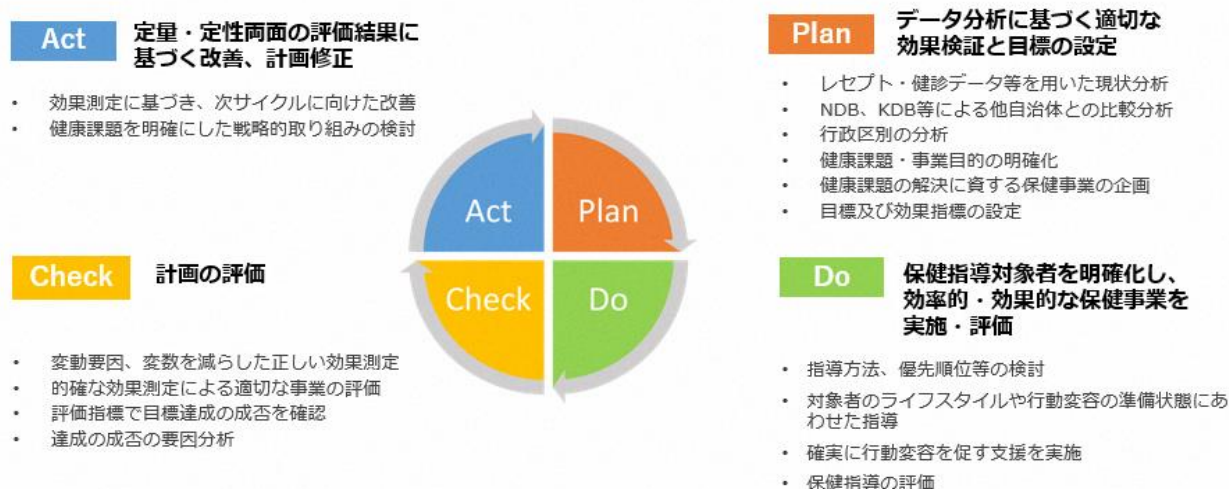 Act
定量・定性両面の評価結果に
基づく改善、計画修正
• 効果測定に基づき、次サイクルに向けた改善
• 健康課題を明確にした戦略的取り組みの検討
Plan
データ分析に基づく適切な
効果検証と目標の設定
• レセプト・健診データ等を用いた現状分析
• NDB、KDB等による他自治体との比較分析
• 行政区別の分析
• 健康課題・事業目的の明確化
• 健康課題の解決に資する保健事業の企画
• 目標及び効果指標の設定
Act
Plan
Check
Do
Check
計画の評価
• 変動要因、変数を減らした正しい効果測定
• 的確な効果測定による適切な事業の評価
• 評価指標で目標達成の成否を確認
• 達成の成否の要因分析
Do
保健指導対象者を明確化し、
効率的・効果的な保健事業を
実施・評価
• 指導方法、優先順位等の検討
• 対象者のライフスタイルや行動変容の準備状態にあ
わせた指導
• 確実に行動変容を促す支援を実施
• 保健指導の評価